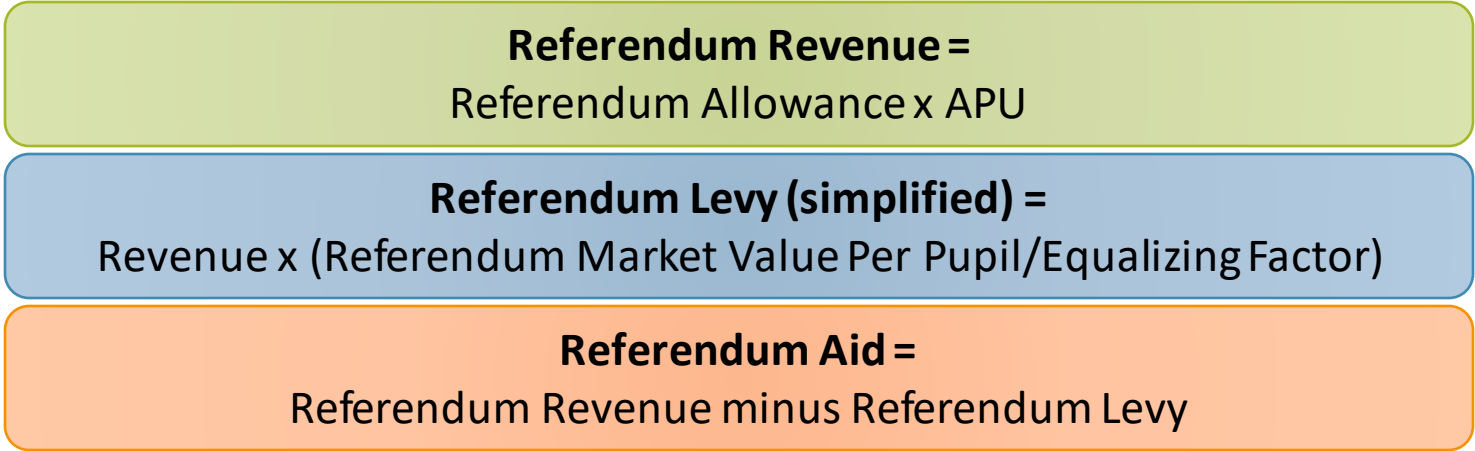 Referendum Revenue =
Referendum Allowance x APU
Referendum Levy (simplified) =
Revenue x (Referendum Market Value Per Pupil/Equalizing Factor)
Referendum Aid =
Referendum Revenue minus Referendum Levy